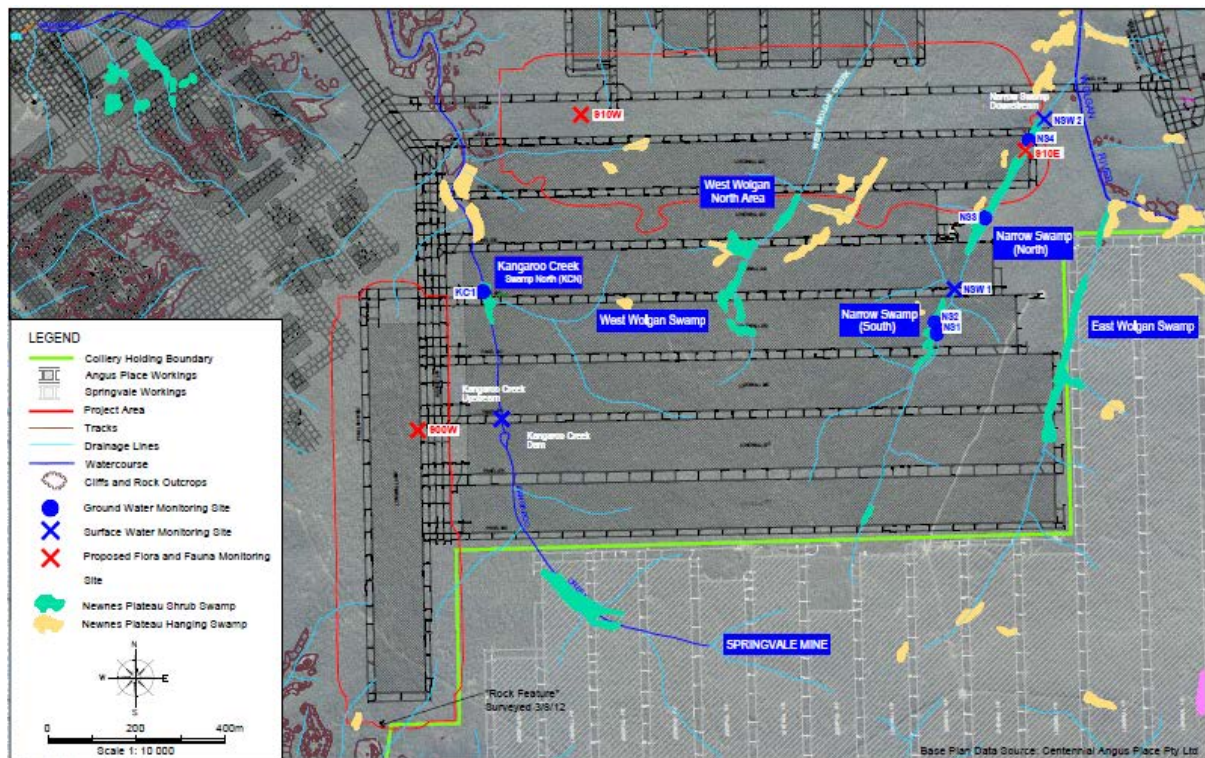 910W
WEST WOLGAN CREEK
Narrow Swamp
Downstream
NSW 2
NS4
910E
WOLGAN
RIVER
West Wolgan
North Area
NS3
Narrow Swamp
(North)
Kangaroo Creek
Swamp North (KCN)
KC1
NSW 1
West Wolgan Swamp
Narrow Swamp
(South)
NS2
NS1
East Wolgan Swamp
Kangaroo Creek
Upstream
900W
Kangaroo Creek
Dam
SPRINGVALE MINE
"Rock Feature"
Surveyed 3/8/12
LEGEND
Colliery Holding Boundary
Angus Place Workings
Springvale Workings
Project Area
Tracks
Drainage Lines
Watercourse
Cliffs and Rock Outcrops
Ground Water Monitoring Site
Surface Water Monitoring Site
Proposed Flora and Fauna Monitoring
Site
Newnes Plateau Shrub Swamp
Newnes Plateau Hanging Swamp
N
W E
S
0 200 400m
Scale 1: 10 000
Base Plan Data Source: Centennial Angus Place Pty Ltd